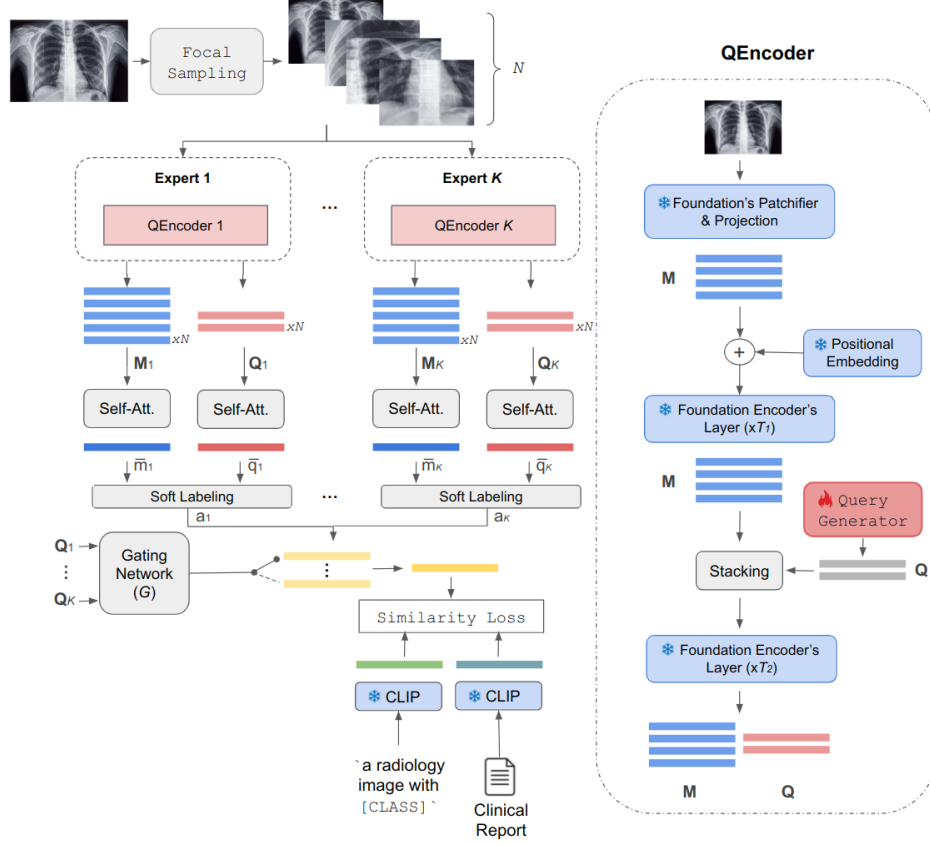 Focal
Sampling
N
Expert 1
QEncoder 1
...
Expert K
QEncoder K
xN
xN
xN
xN
M1
Q1
MK
QK
Self-Att.
Self-Att.
Self-Att.
Self-Att.
m̅1
q̅1
m̅K
q̅K
Soft Labeling
...
Soft Labeling
a1
aK
Q1
⋮
QK
Gating
Network
(G)
⋮
Similarity Loss
CLIP
CLIP
`a radiology
image with
[CLASS]`
Clinical
Report
QEncoder
Foundation's Patchifier
& Projection
M
+
Positional
Embedding
Foundation Encoder's
Layer (xT1)
M
Query
Generator
Stacking
Q
Foundation Encoder's
Layer (xT2)
M
Q